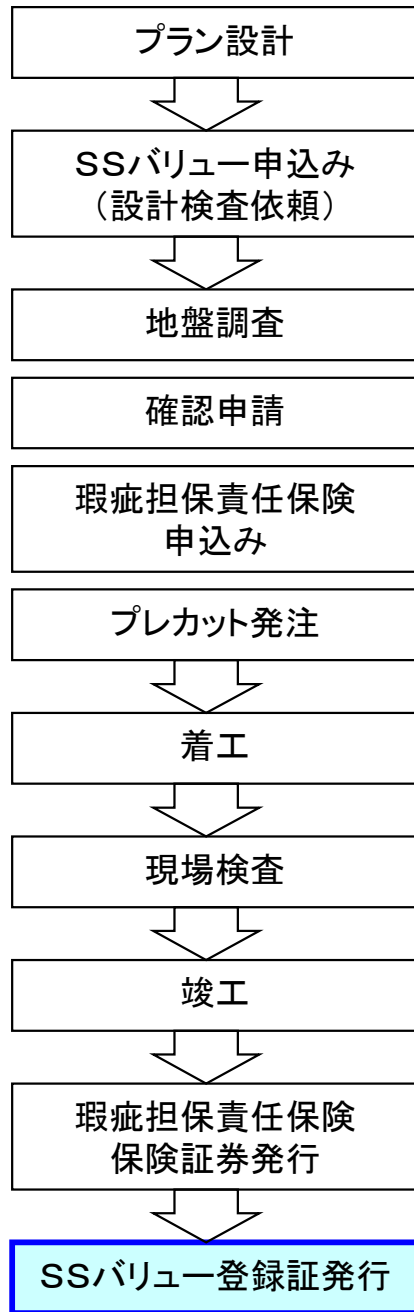 プラン設計
SSバリュー申込み
（設計検査依頼）
地盤調査
確認申請
瑕疵担保責任保険
申込み
プレカット発注
着工
現場検査
竣工
瑕疵担保責任保険
保険証券発行
SSバリュー登録証発行